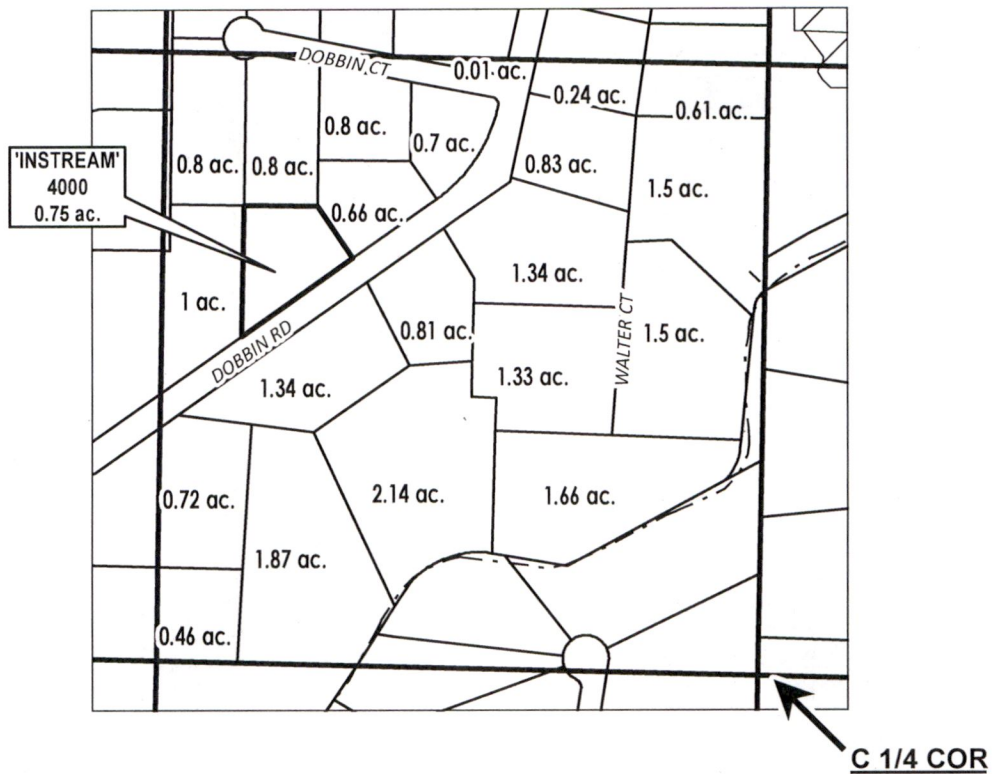 DOBBIN CT
0.01 ac.
0.24 ac.
0.61 ac.
0.8 ac.
0.7 ac.
'INSTREAM'
4000
0.75 ac.
0.8 ac.
0.8 ac.
0.83 ac.
1.5 ac.
0.66 ac.
1.34 ac.
1 ac.
0.81 ac.
WALTER CT
1.5 ac.
DOBBIN RD
1.34 ac.
1.33 ac.
0.72 ac.
2.14 ac.
1.66 ac.
1.87 ac.
0.46 ac.
C 1/4 COR